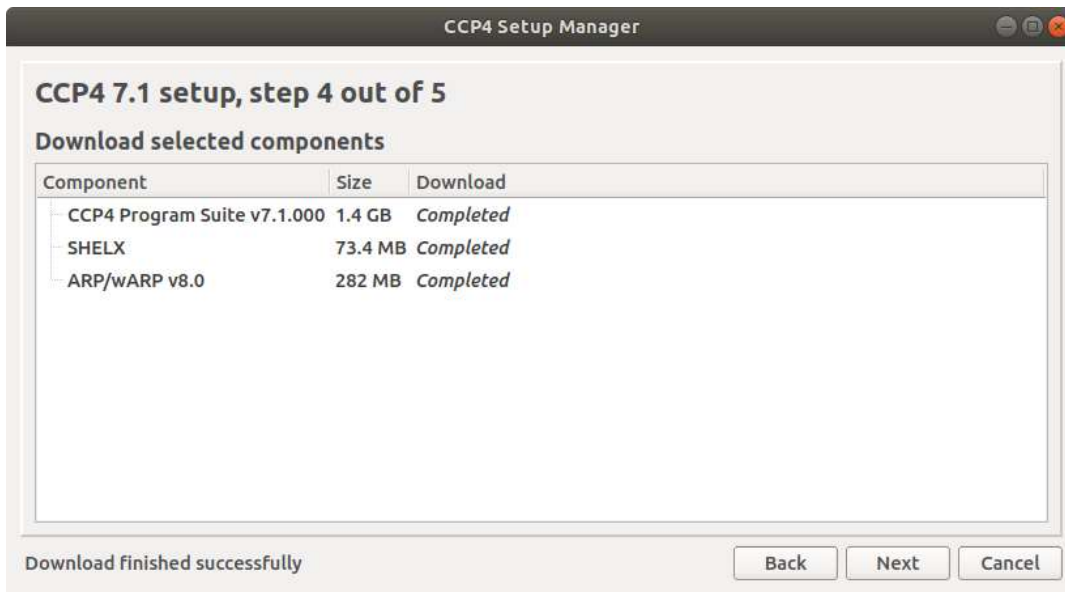 CCP4 Setup Manager
CCP4 7.1 setup, step 4 out of 5
Download selected components
Component Size Download
CCP4 Program Suite v7.1.000 1.4 GB Completed
SHELX 73.4 MB Completed
ARP/wARP v8.0 282 MB Completed
Download finished successfully Back Next Cancel